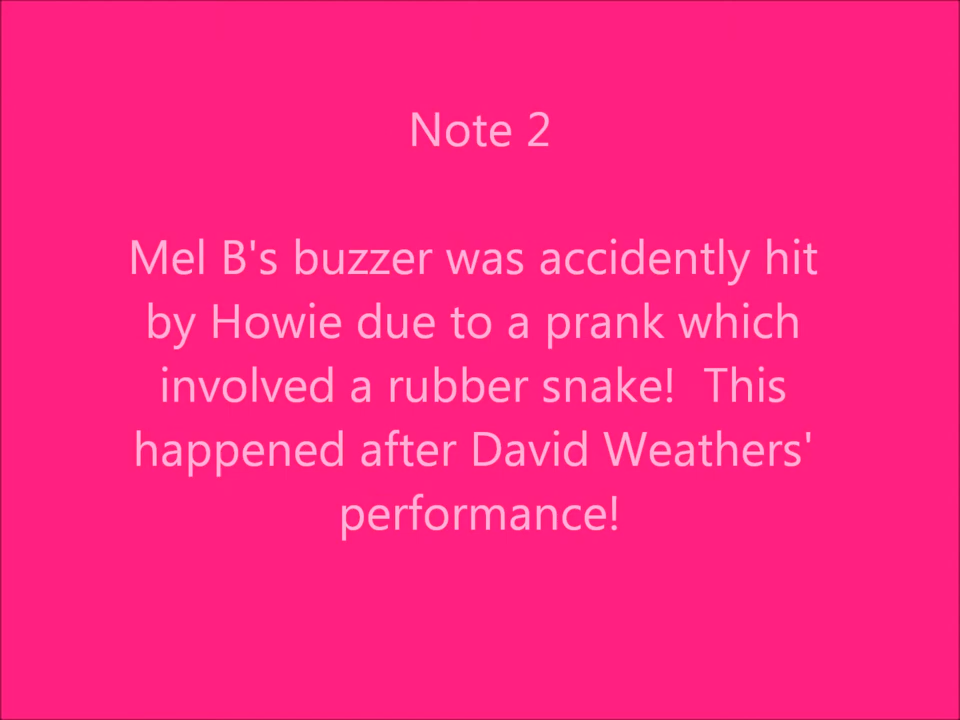 Note 2
Mel B's buzzer was accidently hit
by Howie due to a prank which
involved a rubber snake!  This
happened after David Weathers'
performance!